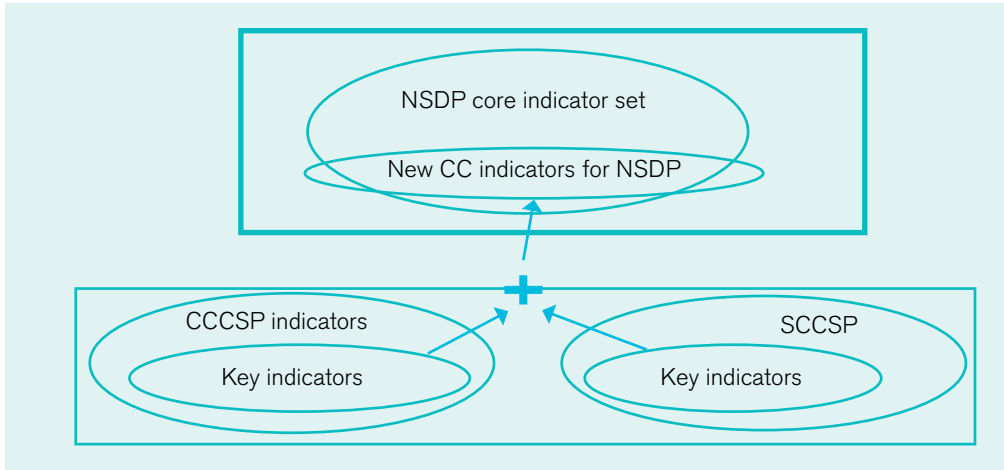 NSDP core indicator set
New CC indicators for NSDP
CCCSP indicators
SCCSP
Key indicators
Key indicators